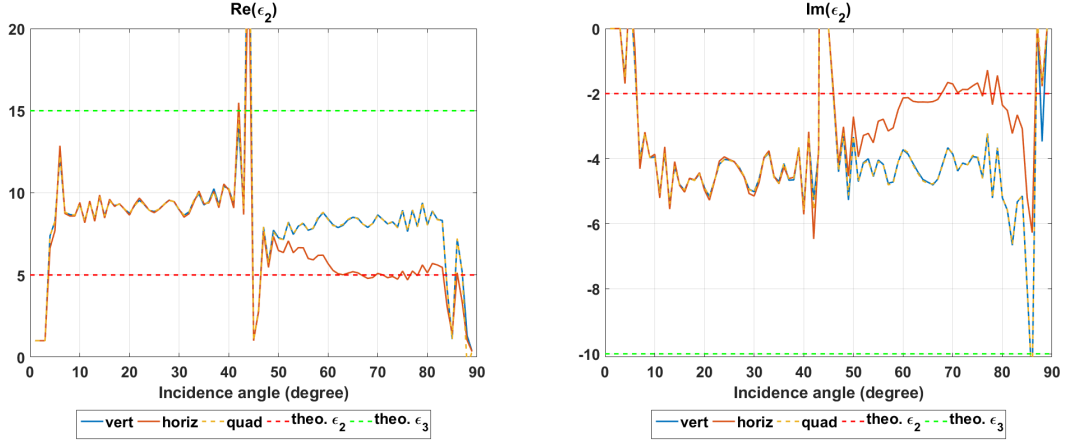 Re(ϵ₂)
20
15
10
5
0
0 10 20 30 40 50 60 70 80 90
Incidence angle (degree)
vert horiz quad theo. ϵ₂ theo. ϵ₃
Im(ϵ₂)
0
-2
-4
-6
-8
-10
0 10 20 30 40 50 60 70 80 90
Incidence angle (degree)
vert horiz quad theo. ϵ₂ theo. ϵ₃